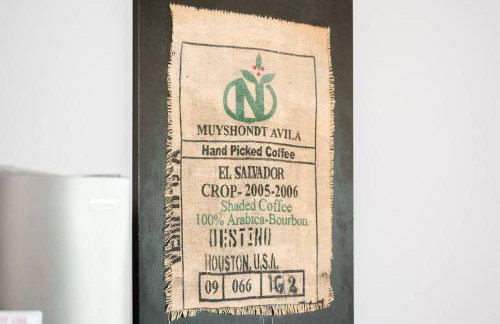 N
MUYSHONDT AVILA
Hand Picked Coffee
EL SALVADOR
CROP- 2005-2006
Shaded Coffee
100% Arabica-Bourbon
DESTINO
HOUSTON, U.S.A.
09 066 1G2